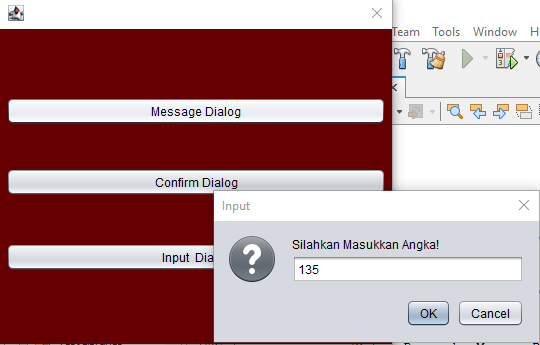 Team Tools Window
Message Dialog
Confirm Dialog
Input
Silahkan Masukkan Angka!
135
Input Dia
OK Cancel